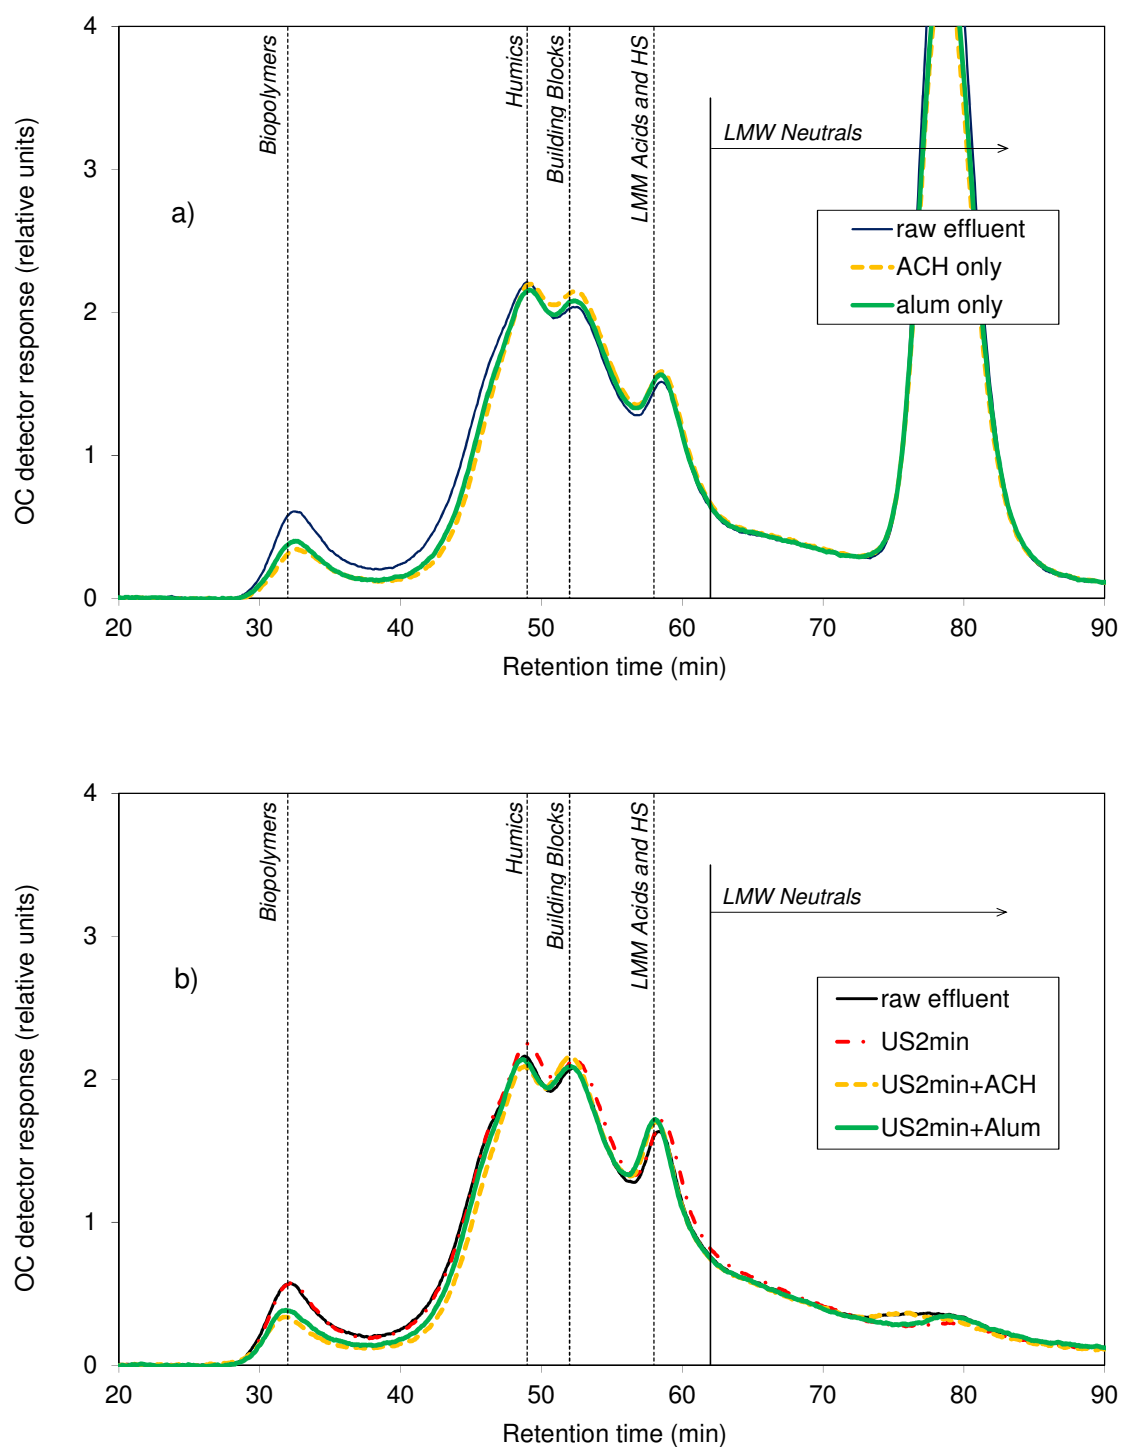 4
3
2
1
0
20 30 40 50 60 70 80 90
Retention time (min)
OC detector response (relative units)
a)
Biopolymers
Humics
Building Blocks
LMM Acids and HS
LMW Neutrals
raw effluent
ACH only
alum only
4
3
2
1
0
20 30 40 50 60 70 80 90
Retention time (min)
OC detector response (relative units)
b)
Biopolymers
Humics
Building Blocks
LMM Acids and HS
LMW Neutrals
raw effluent
US2min
US2min+ACH
US2min+Alum